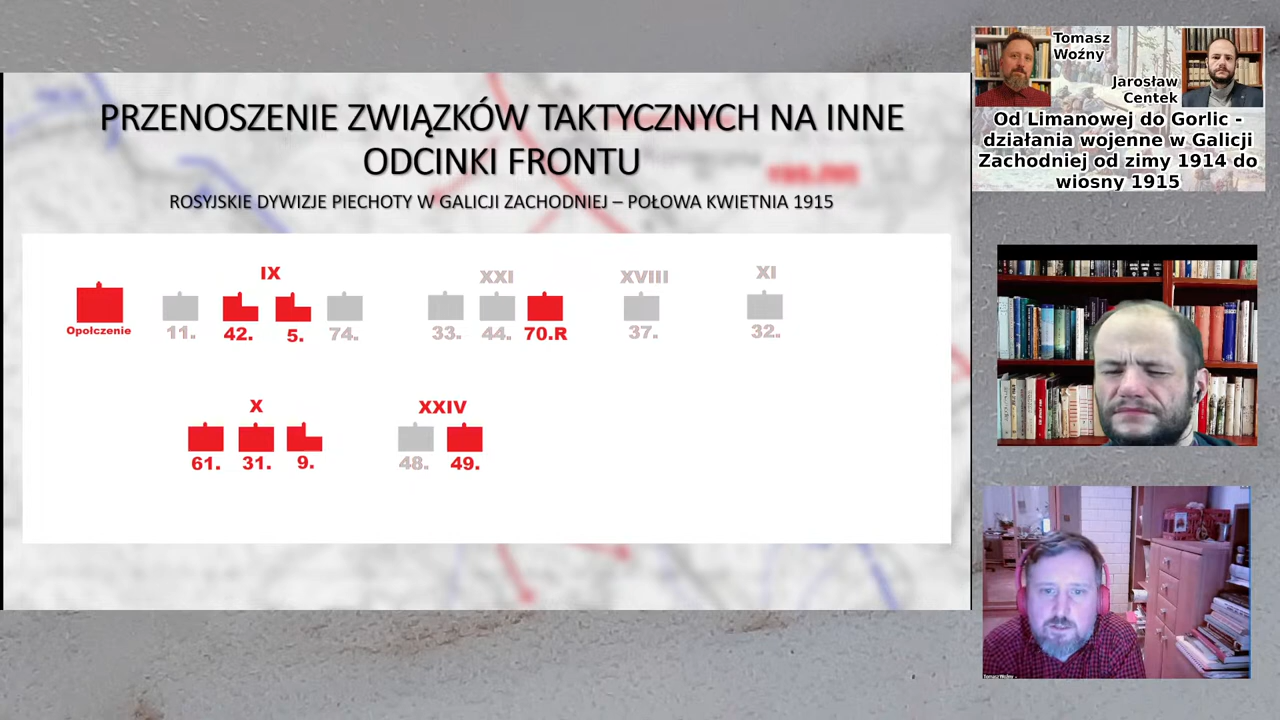 PRZENOSZENIE ZWIĄZKÓW TAKTYCZNYCH NA INNE
ODCINKI FRONTU
ROSYJSKIE DYWIZJE PIECHOTY W GALICJI ZACHODNIEJ – POŁOWA KWIETNIA 1915
IX
XXI
XVIII
XI
Opołczenie
11.
42.
5.
74.
33.
44.
70.R
37.
32.
X
XXIV
61.
31.
9.
48.
49.
Tomasz
Woźny
Jarosław
Centek
Od Limanowej do Gorlic -
działania wojenne w Galicji
Zachodniej od zimy 1914 do
wiosny 1915
Tomasz Woźny